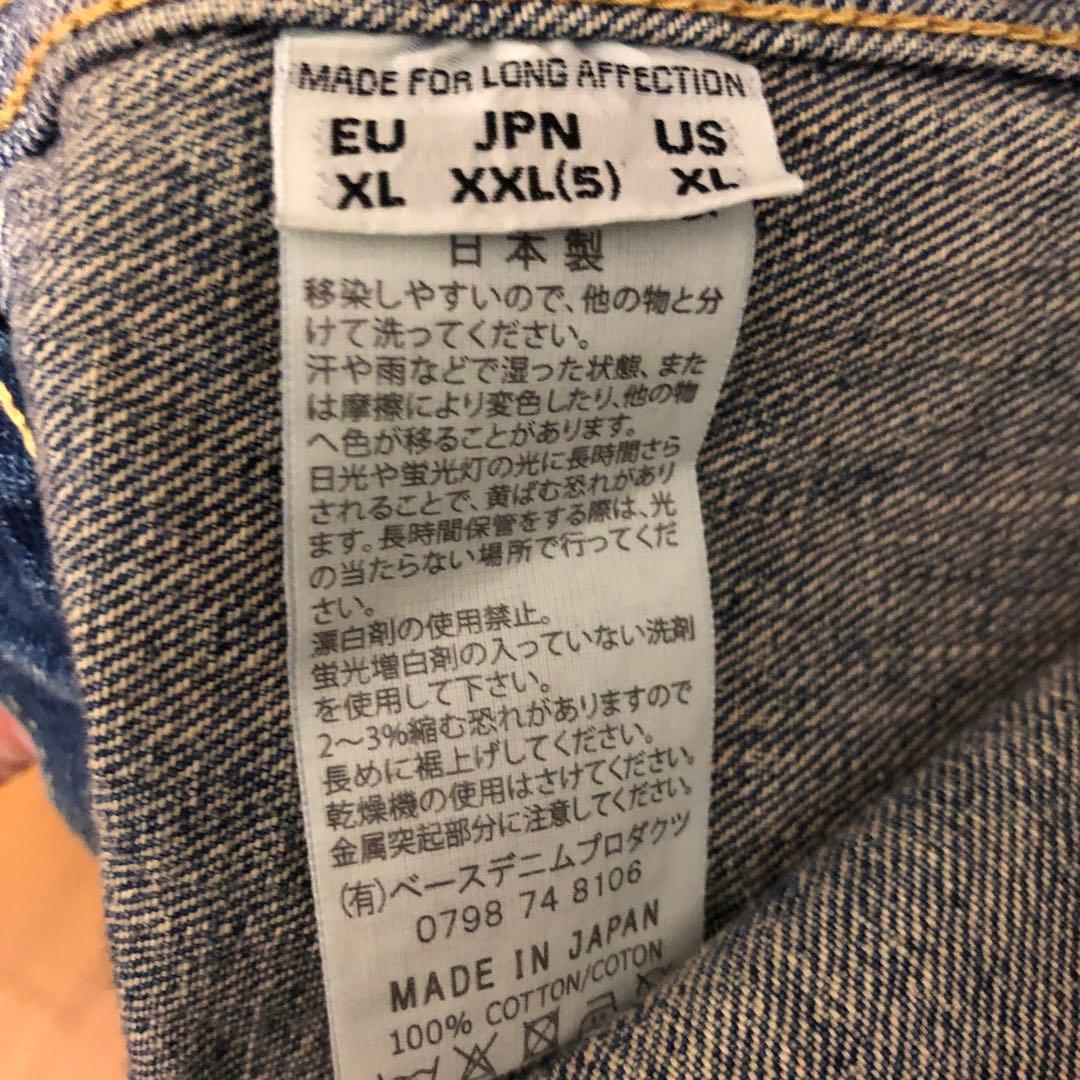 MADE FOR LONG AFFECTION
EU JPN US
XL XXL(5) XL
日本製
移染しやすいので、他の物と分
けて洗ってください。
汗や雨などで湿った状態、また
は摩擦により変色したり、他の物
へ色が移ることがあります。
日光や蛍光灯の光に長時間さら
されることで、黄ばむ恐れがあり
ます。長時間保管をする際は、光
の当たらない場所で行ってくだ
さい。
漂白剤の使用禁止。
蛍光増白剤の入っていない洗剤
を使用して下さい。
2〜3%縮む恐れがありますので
長めに裾上げしてください。
乾燥機の使用はさけてください。
金属突起部分に注意してください。
(有)ベースデニムプロダクツ
0798 74 8106
MADE IN JAPAN
100% COTTON/COTON